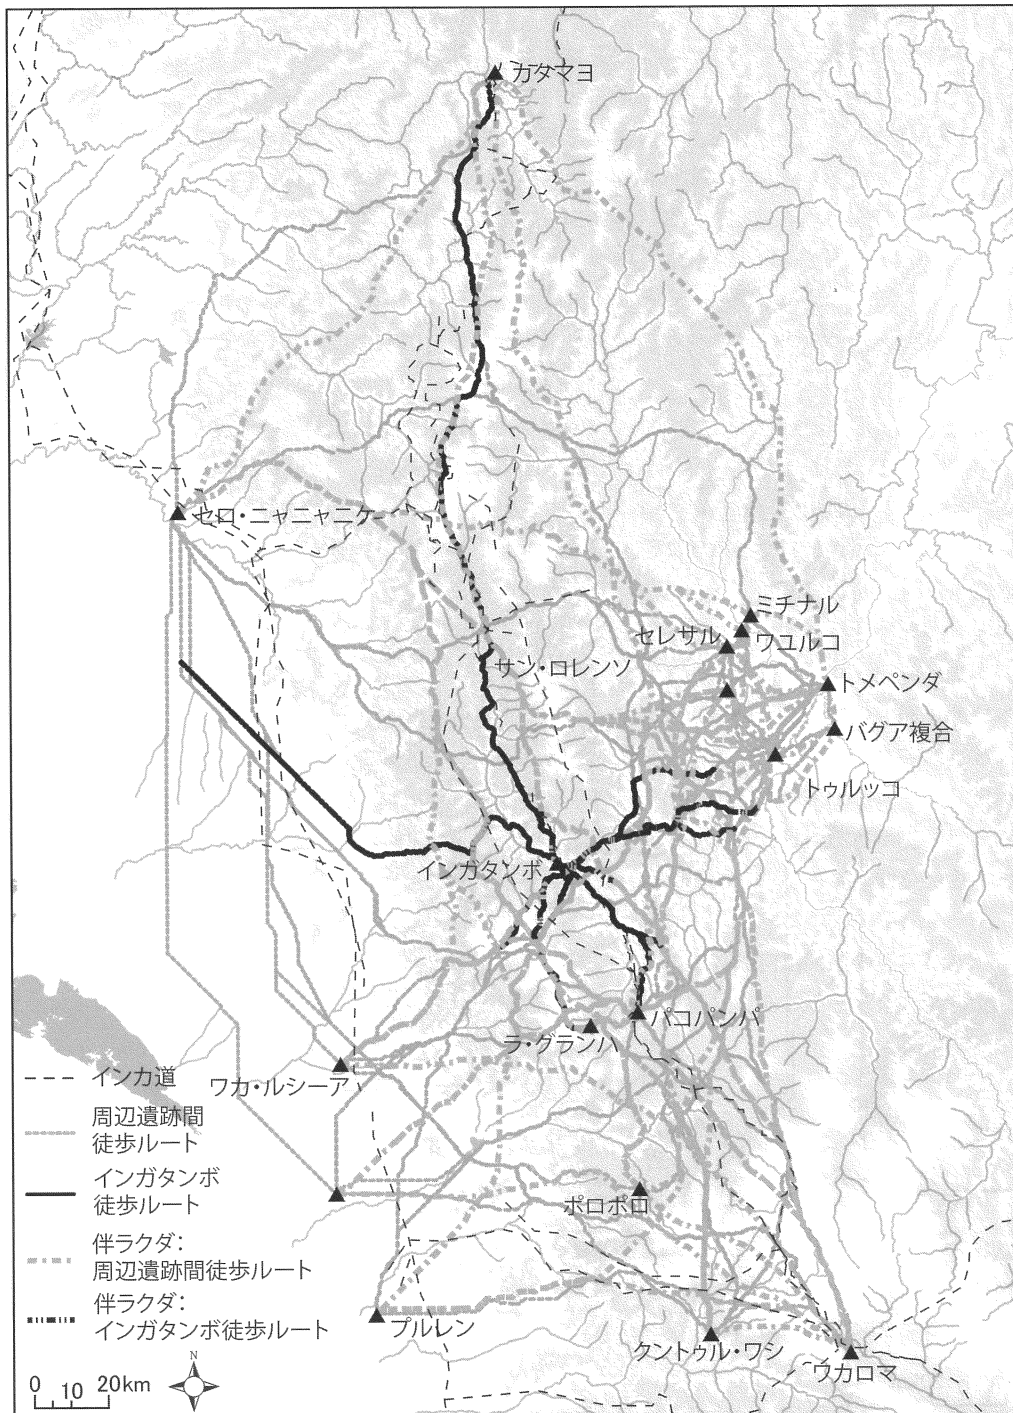 カタマヨ
セロ・ニャニャニケ
ミチナル
セレサル
ワユルコ
サン・ロレンソ
トメペンダ
バグア複合
トゥルッコ
インガタンボ
パコパンパ
ラ・グランハ
ワカ・ルシーア
ポロポロ
プルレン
クントゥル・ワシ
ワカロマ
インカ道
周辺遺跡間
徒歩ルート
インガタンボ
徒歩ルート
伴ラクダ：
周辺遺跡間徒歩ルート
伴ラクダ：
インガタンボ徒歩ルート
N
0 10 20km